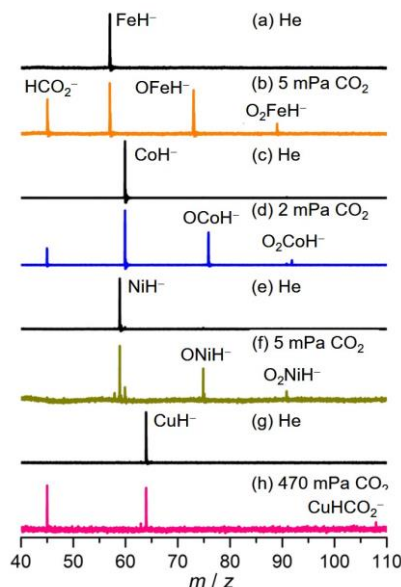 FeH⁻ (a) He
HCO₂⁻ OFeH⁻ (b) 5 mPa CO₂
O₂FeH⁻
CoH⁻ (c) He
(d) 2 mPa CO₂
OCoH⁻
O₂CoH⁻
NiH⁻ (e) He
(f) 5 mPa CO₂
ONiH⁻
O₂NiH⁻
CuH⁻ (g) He
(h) 470 mPa CO₂
CuHCO₂⁻
40 50 60 70 80 90 100 110
m / z